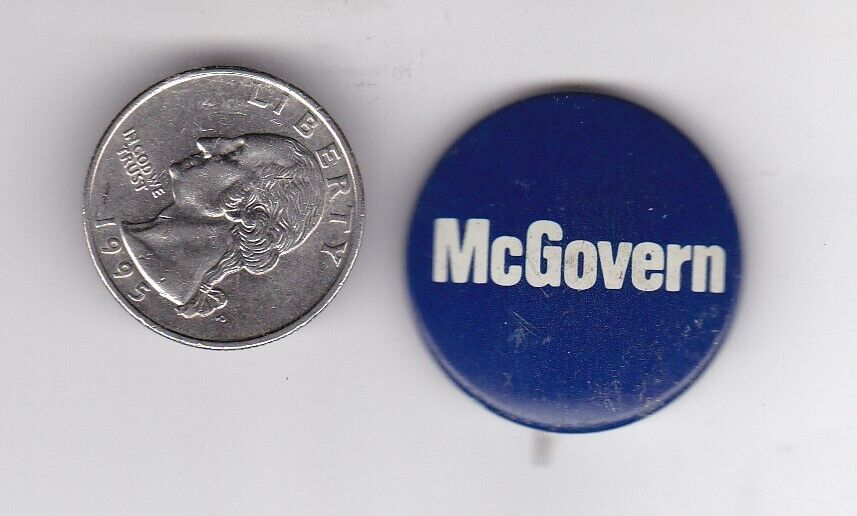 LIBERTY
IN GOD WE
TRUST
1995
P
McGovern